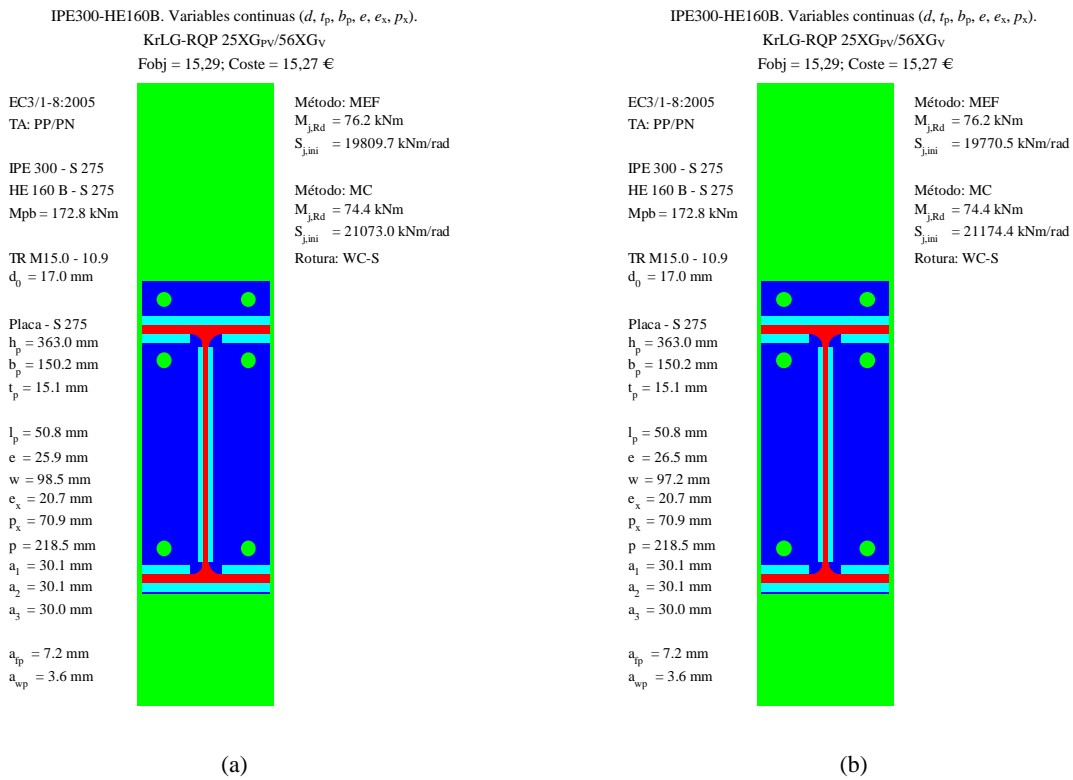 IPE300-HE160B. Variables continuas (d, tp, bp, e, ex, px).
KrLG-RQP 25XGPV/56XGV
Fobj = 15,29; Coste = 15,27 €
EC3/1-8:2005
TA: PP/PN
IPE 300 - S 275
HE 160 B - S 275
Mpb = 172.8 kNm
TR M15.0 - 10.9
d0 = 17.0 mm
Placa - S 275
hp = 363.0 mm
bp = 150.2 mm
tp = 15.1 mm
lp = 50.8 mm
e = 25.9 mm
w = 98.5 mm
ex = 20.7 mm
px = 70.9 mm
p = 218.5 mm
a1 = 30.1 mm
a2 = 30.1 mm
a3 = 30.0 mm
afp = 7.2 mm
awp = 3.6 mm
Método: MEF
Mj,Rd = 76.2 kNm
Sj,ini = 19809.7 kNm/rad
Método: MC
Mj,Rd = 74.4 kNm
Sj,ini = 21073.0 kNm/rad
Rotura: WC-S
(a)
IPE300-HE160B. Variables continuas (d, tp, bp, e, ex, px).
KrLG-RQP 25XGPV/56XGV
Fobj = 15,29; Coste = 15,27 €
EC3/1-8:2005
TA: PP/PN
IPE 300 - S 275
HE 160 B - S 275
Mpb = 172.8 kNm
TR M15.0 - 10.9
d0 = 17.0 mm
Placa - S 275
hp = 363.0 mm
bp = 150.2 mm
tp = 15.1 mm
lp = 50.8 mm
e = 26.5 mm
w = 97.2 mm
ex = 20.7 mm
px = 70.9 mm
p = 218.5 mm
a1 = 30.1 mm
a2 = 30.1 mm
a3 = 30.0 mm
afp = 7.2 mm
awp = 3.6 mm
Método: MEF
Mj,Rd = 76.2 kNm
Sj,ini = 19770.5 kNm/rad
Método: MC
Mj,Rd = 74.4 kNm
Sj,ini = 21174.4 kNm/rad
Rotura: WC-S
(b)